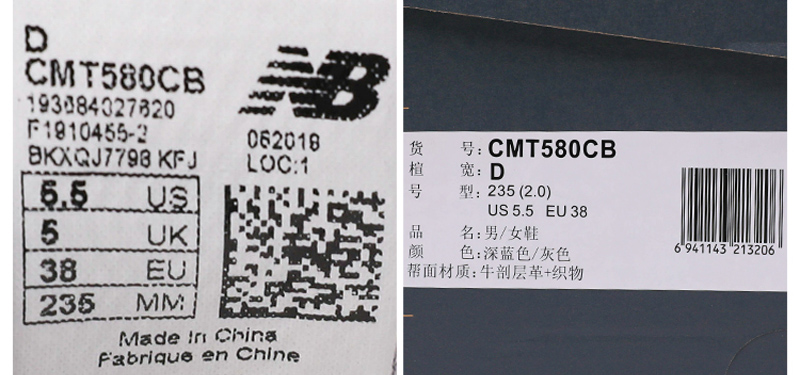 D
CMT580CB
193684027620
F1910455-2
BKXQJ7798 KFJ
NB
062018
LOC:1
5.5 US
5 UK
38 EU
235 MM
Made in China
Fabrique en Chine
货 号: CMT580CB
楦 宽: D
号 型: 235 (2.0)
US 5.5 EU 38
品 名: 男/女鞋
颜 色: 深蓝色/灰色
帮面材质: 牛剖层革+织物
6 941143 213206